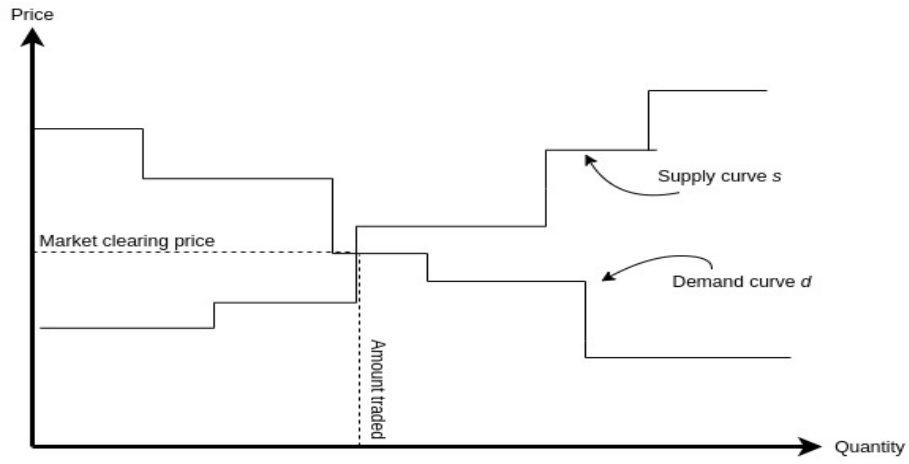 Price
Market clearing price
Supply curve s
Demand curve d
Amount traded
Quantity